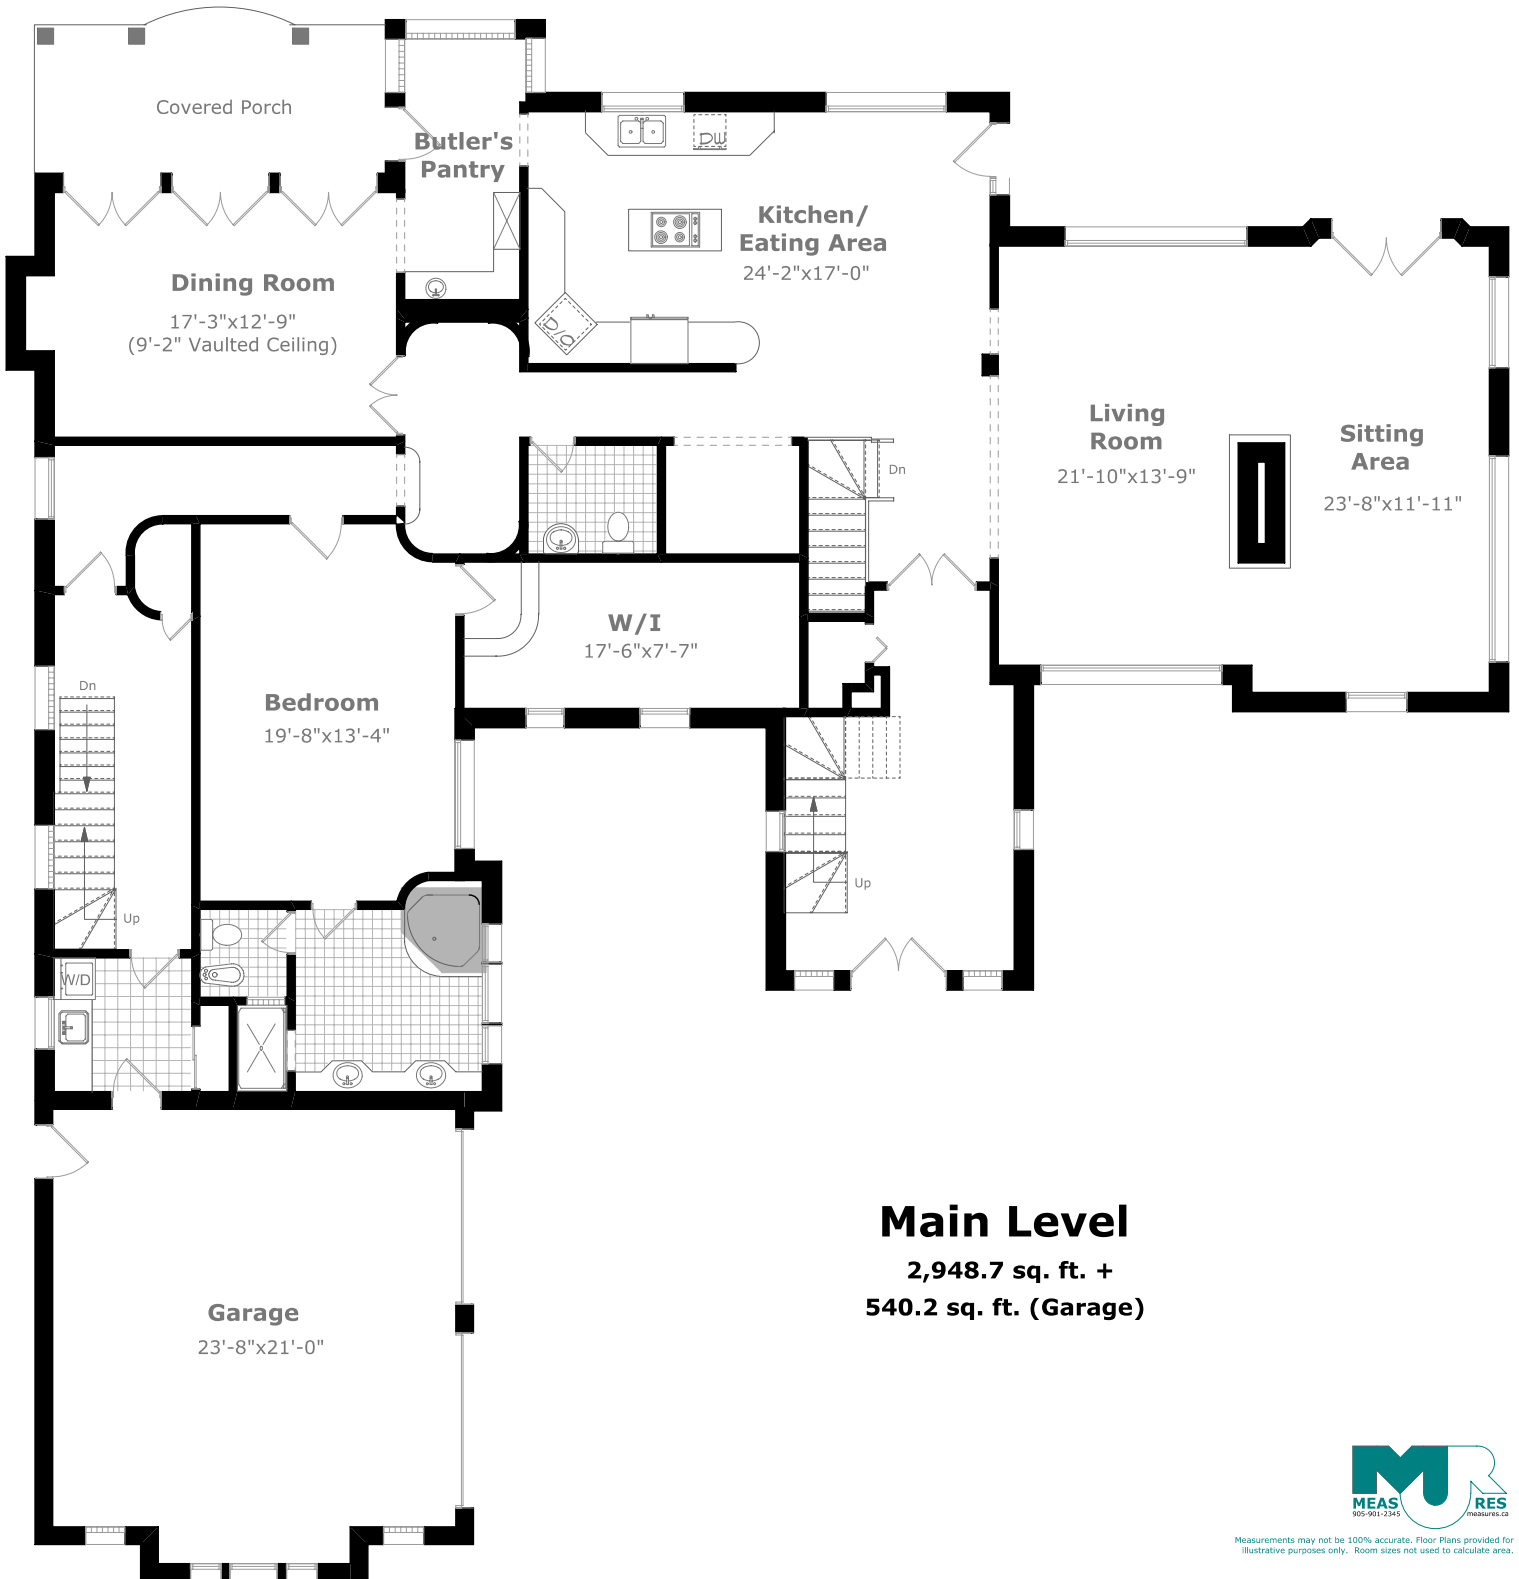 Covered Porch
Butler's
Pantry
DW
Kitchen/
Eating Area
24'-2"x17'-0"
Dining Room
17'-3"x12'-9"
(9'-2" Vaulted Ceiling)
D/O
Living
Room
21'-10"x13'-9"
Sitting
Area
23'-8"x11'-11"
Dn
W/I
17'-6"x7'-7"
Dn
Bedroom
19'-8"x13'-4"
Up
Up
W/D
Main Level
2,948.7 sq. ft. +
540.2 sq. ft. (Garage)
Garage
23'-8"x21'-0"
MEASURES
905-901-2345
measures.ca
Measurements may not be 100% accurate. Floor Plans provided for
illustrative purposes only. Room sizes not used to calculate area.